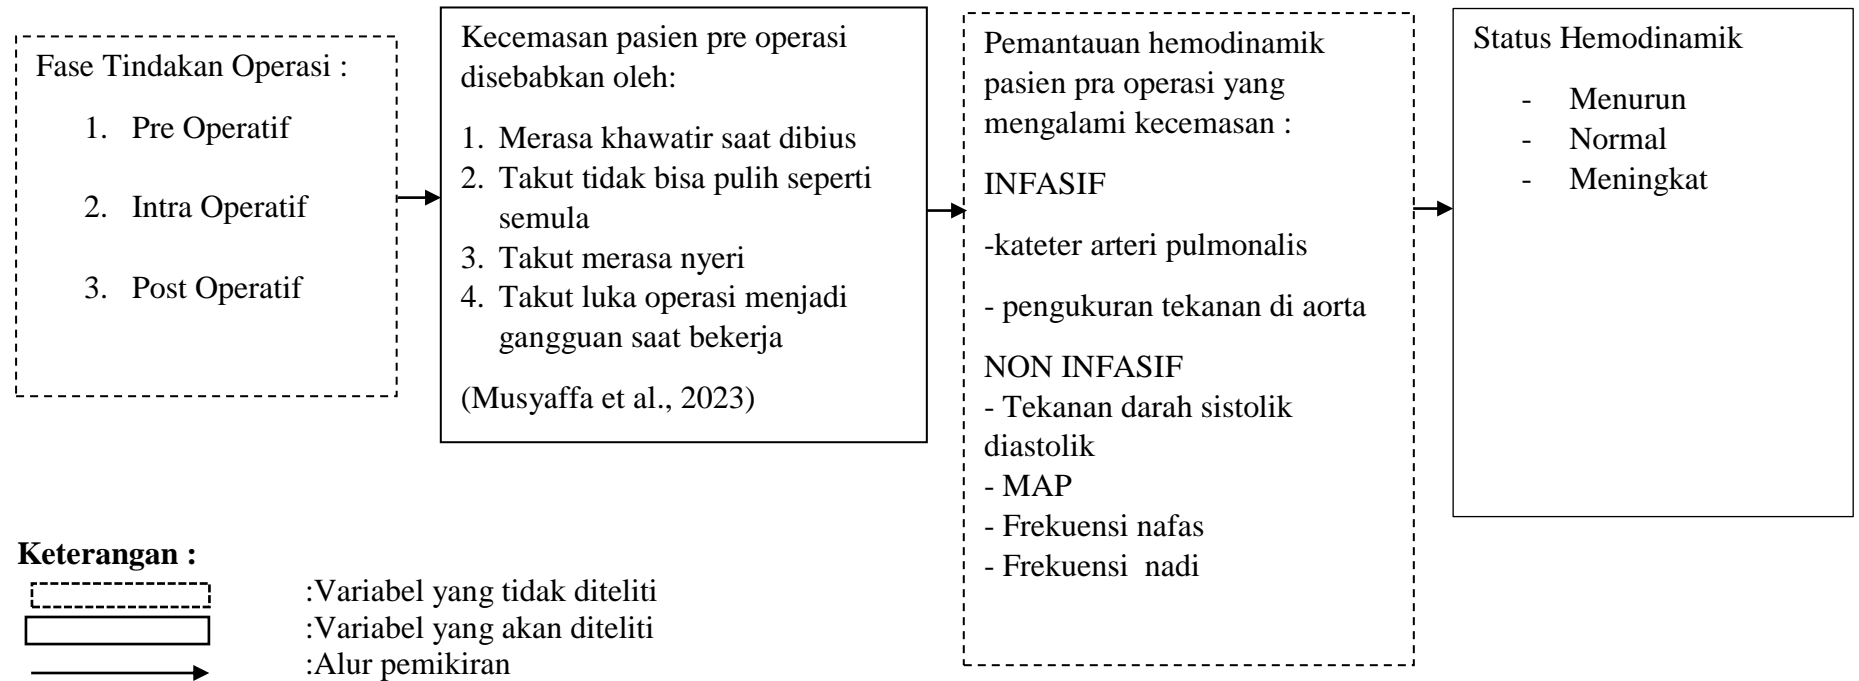 Fase Tindakan Operasi :
1. Pre Operatif
2. Intra Operatif
3. Post Operatif
Kecemasan pasien pre operasi
disebabkan oleh:
1. Merasa khawatir saat dibius
2. Takut tidak bisa pulih seperti
semula
3. Takut merasa nyeri
4. Takut luka operasi menjadi
gangguan saat bekerja
(Musyaffa et al., 2023)
Pemantauan hemodinamik
pasien pra operasi yang
mengalami kecemasan :
INFASIF
-kateter arteri pulmonalis
- pengukuran tekanan di aorta
NON INFASIF
- Tekanan darah sistolik
diastolik
- MAP
- Frekuensi nafas
- Frekuensi nadi
Status Hemodinamik
- Menurun
- Normal
- Meningkat
Keterangan :
:Variabel yang tidak diteliti
:Variabel yang akan diteliti
:Alur pemikiran